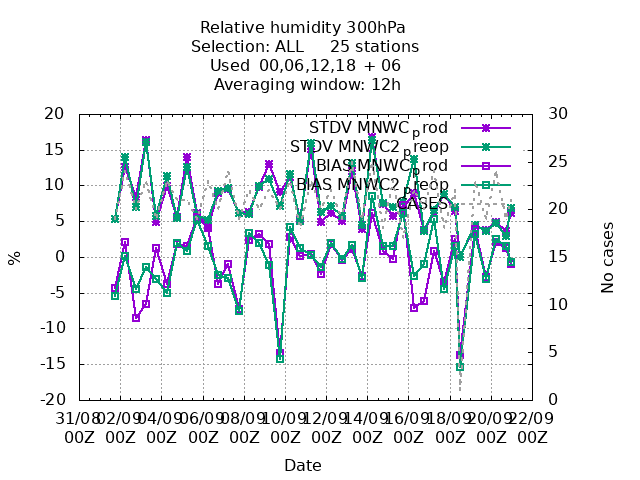 Relative humidity 300hPa
Selection: ALL     25 stations
Used  00,06,12,18 + 06
Averaging window: 12h
20
15
10
5
0
-5
-10
-15
-20
30
25
20
15
10
5
0
STDV MNWC_prod
STDV MNWC2_preop
BIAS MNWC_prod
BIAS MNWC2_preop
CASES
%
No cases
31/08 02/09 04/09 06/09 08/09 10/09 12/09 14/09 16/09 18/09 20/09 22/09
00Z 00Z 00Z 00Z 00Z 00Z 00Z 00Z 00Z 00Z 00Z 00Z
Date